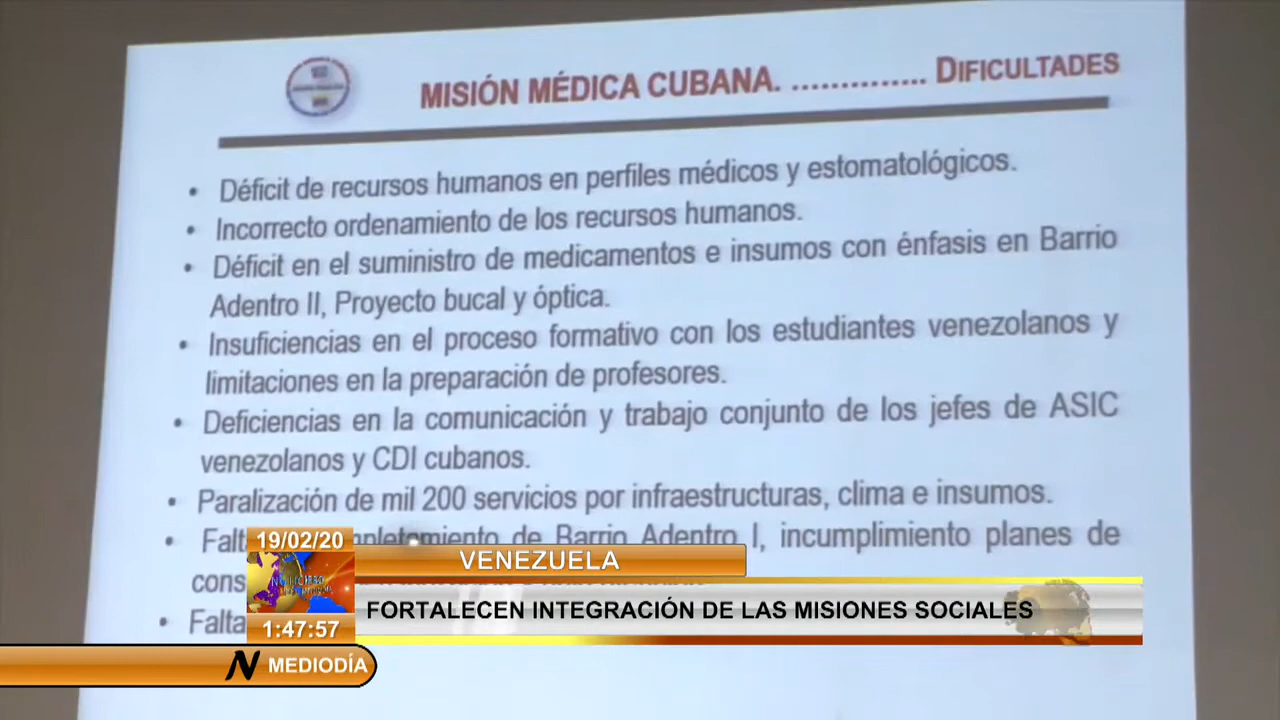 MISIÓN MÉDICA CUBANA. .............. DIFICULTADES
• Déficit de recursos humanos en perfiles médicos y estomatológicos.
• Incorrecto ordenamiento de los recursos humanos.
• Déficit en el suministro de medicamentos e insumos con énfasis en Barrio
Adentro II, Proyecto bucal y óptica.
• Insuficiencias en el proceso formativo con los estudiantes venezolanos y
limitaciones en la preparación de profesores.
• Deficiencias en la comunicación y trabajo conjunto de los jefes de ASIC
venezolanos y CDI cubanos.
• Paralización de mil 200 servicios por infraestructuras, clima e insumos.
• de Barrio Adentro I, incumplimiento planes de
19/02/20
VENEZUELA
FORTALECEN INTEGRACIÓN DE LAS MISIONES SOCIALES
1:47:57
N MEDIODÍA